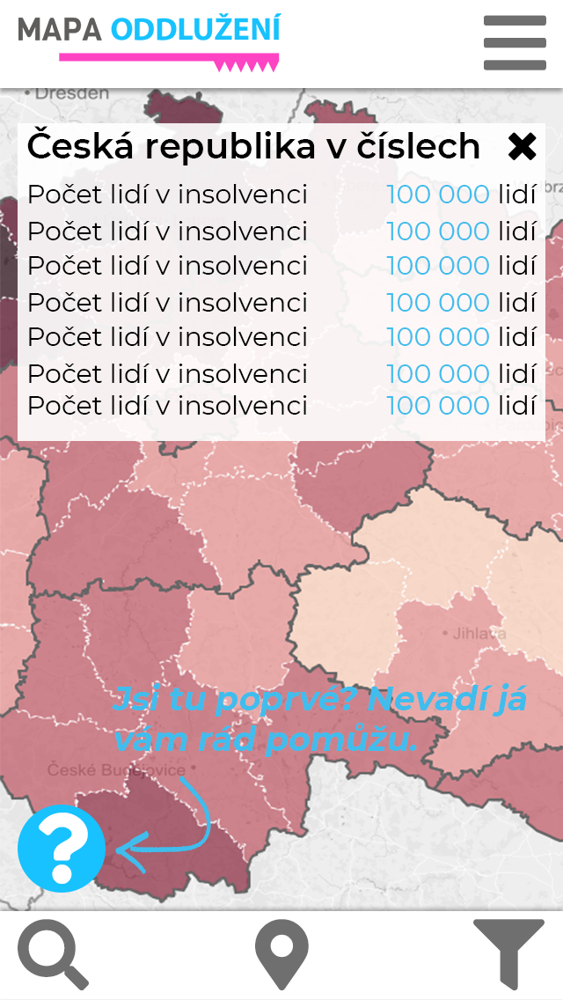 MAPA ODDLUŽENÍ
Dresden
Česká republika v číslech
Počet lidí v insolvenci 100 000 lidí
Počet lidí v insolvenci 100 000 lidí
Počet lidí v insolvenci 100 000 lidí
Počet lidí v insolvenci 100 000 lidí
Počet lidí v insolvenci 100 000 lidí
Počet lidí v insolvenci 100 000 lidí
Počet lidí v insolvenci 100 000 lidí
Jihlava
Jsi tu poprvé? Nevadí já
vám rád pomůžu.
České Budějovice
?